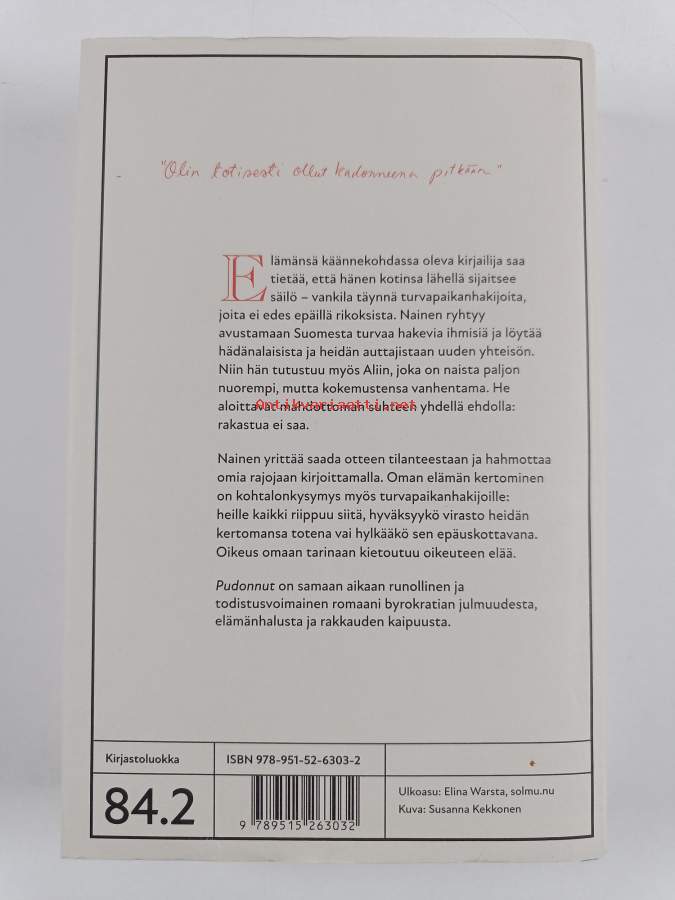 "Olin totisesti ollut kadonneena pitkään"
Elämänsä käännekohdassa oleva kirjailija saa
tietää, että hänen kotinsa lähellä sijaitsee
säilö – vankila täynnä turvapaikanhakijoita,
joita ei edes epäillä rikoksista. Nainen ryhtyy
avustamaan Suomesta turvaa hakevia ihmisiä ja löytää
hädänalaisista ja heidän auttajistaan uuden yhteisön.
Niin hän tutustuu myös Aliin, joka on naista paljon
nuorempi, mutta kokemustensa vanhentama. He
aloittavat mahdottoman suhteen yhdellä ehdolla:
Antikvariaatti.net
rakastua ei saa.
Nainen yrittää saada otteen tilanteestaan ja hahmottaa
omia rajojaan kirjoittamalla. Oman elämän kertominen
on kohtalonkysymys myös turvapaikanhakijoille:
heille kaikki riippuu siitä, hyväksyykö virasto heidän
kertomansa totena vai hylkääkö sen epäuskottavana.
Oikeus omaan tarinaan kietoutuu oikeuteen elää.
Pudonnut on samaan aikaan runollinen ja
todistusvoimainen romaani byrokratian julmuudesta,
elämänhalusta ja rakkauden kaipuusta.
Kirjastoluokka
84.2
ISBN 978-951-52-6303-2
9 789515 263032
Ulkoasu: Elina Warsta, solmu.nu
Kuva: Susanna Kekkonen